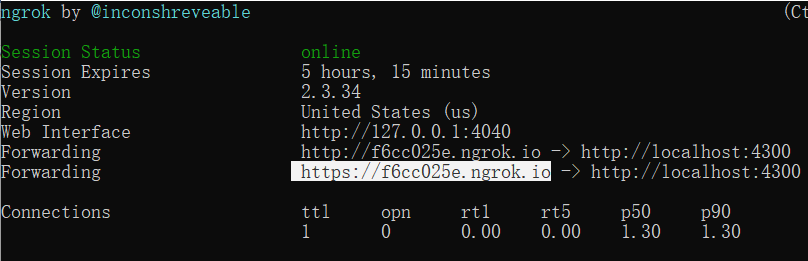 ngrok by @inconshreveable (Ct
Session Status online
Session Expires 5 hours, 15 minutes
Version 2.3.34
Region United States (us)
Web Interface http://127.0.0.1:4040
Forwarding http://f6cc025e.ngrok.io -> http://localhost:4300
Forwarding https://f6cc025e.ngrok.io -> http://localhost:4300
Connections ttl opn rt1 rt5 p50 p90
1 0 0.00 0.00 1.30 1.30